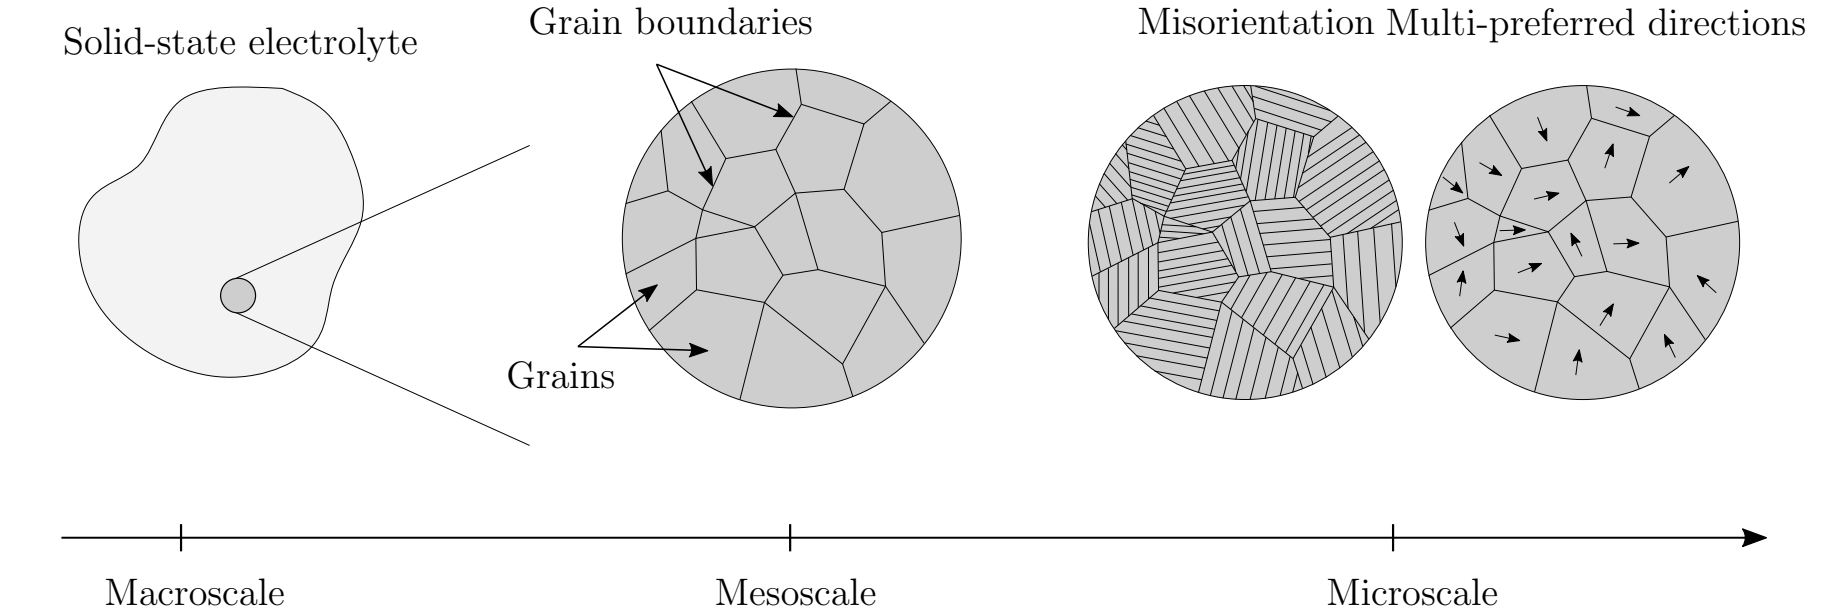 Solid-state electrolyte
Grain boundaries
Misorientation
Multi-preferred directions
Grains
Macroscale
Mesoscale
Microscale